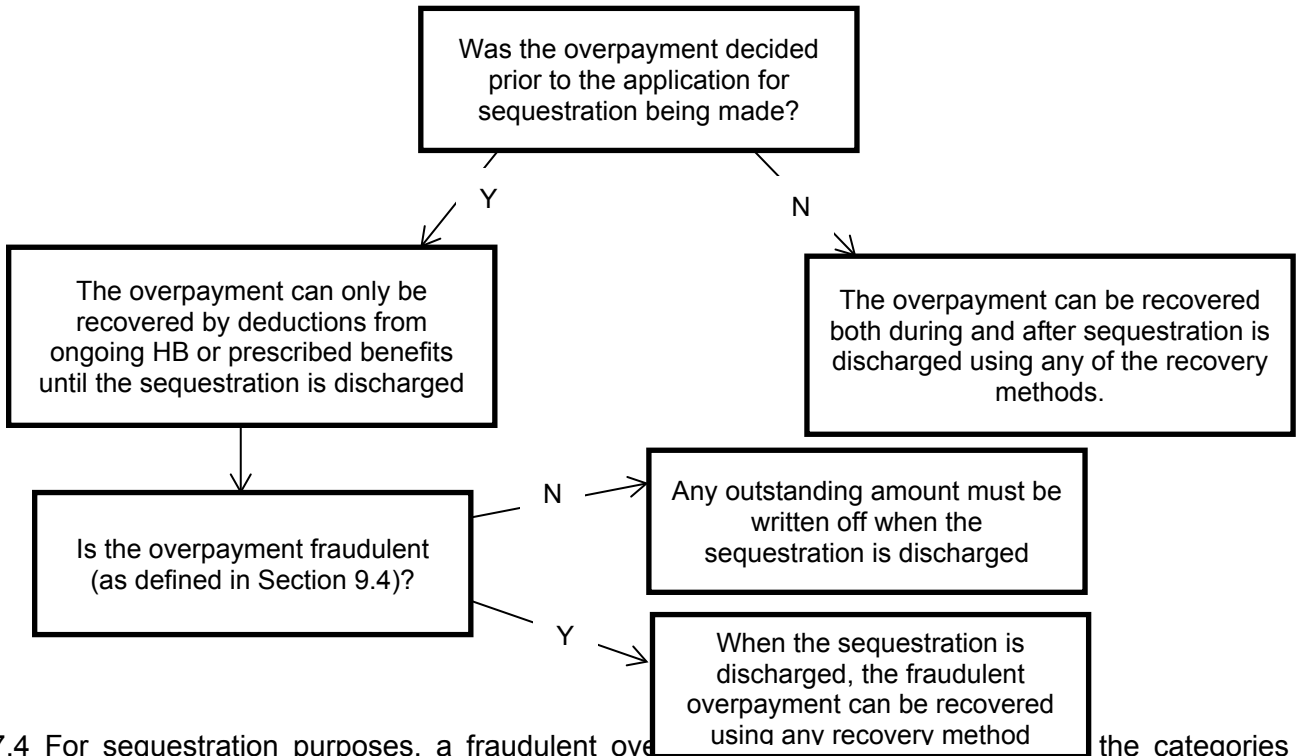 Was the overpayment decided
prior to the application for
sequestration being made?
Y
N
The overpayment can only be
recovered by deductions from
ongoing HB or prescribed benefits
until the sequestration is discharged
The overpayment can be recovered
both during and after sequestration is
discharged using any of the recovery
methods.
Is the overpayment fraudulent
(as defined in Section 9.4)?
N
Any outstanding amount must be
written off when the
sequestration is discharged
Y
When the sequestration is
discharged, the fraudulent
overpayment can be recovered
using any recovery method
7.4 For sequestration purposes, a fraudulent the categories